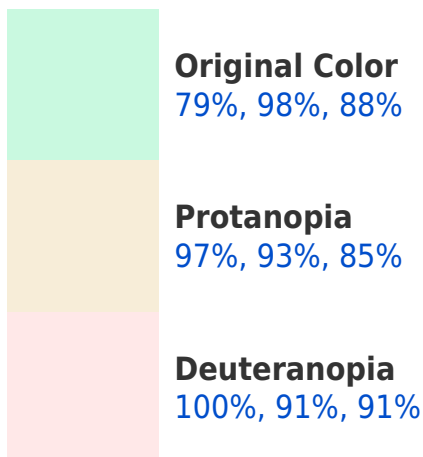 Original Color
79%, 98%, 88%
Protanopia
97%, 93%, 85%
Deuteranopia
100%, 91%, 91%